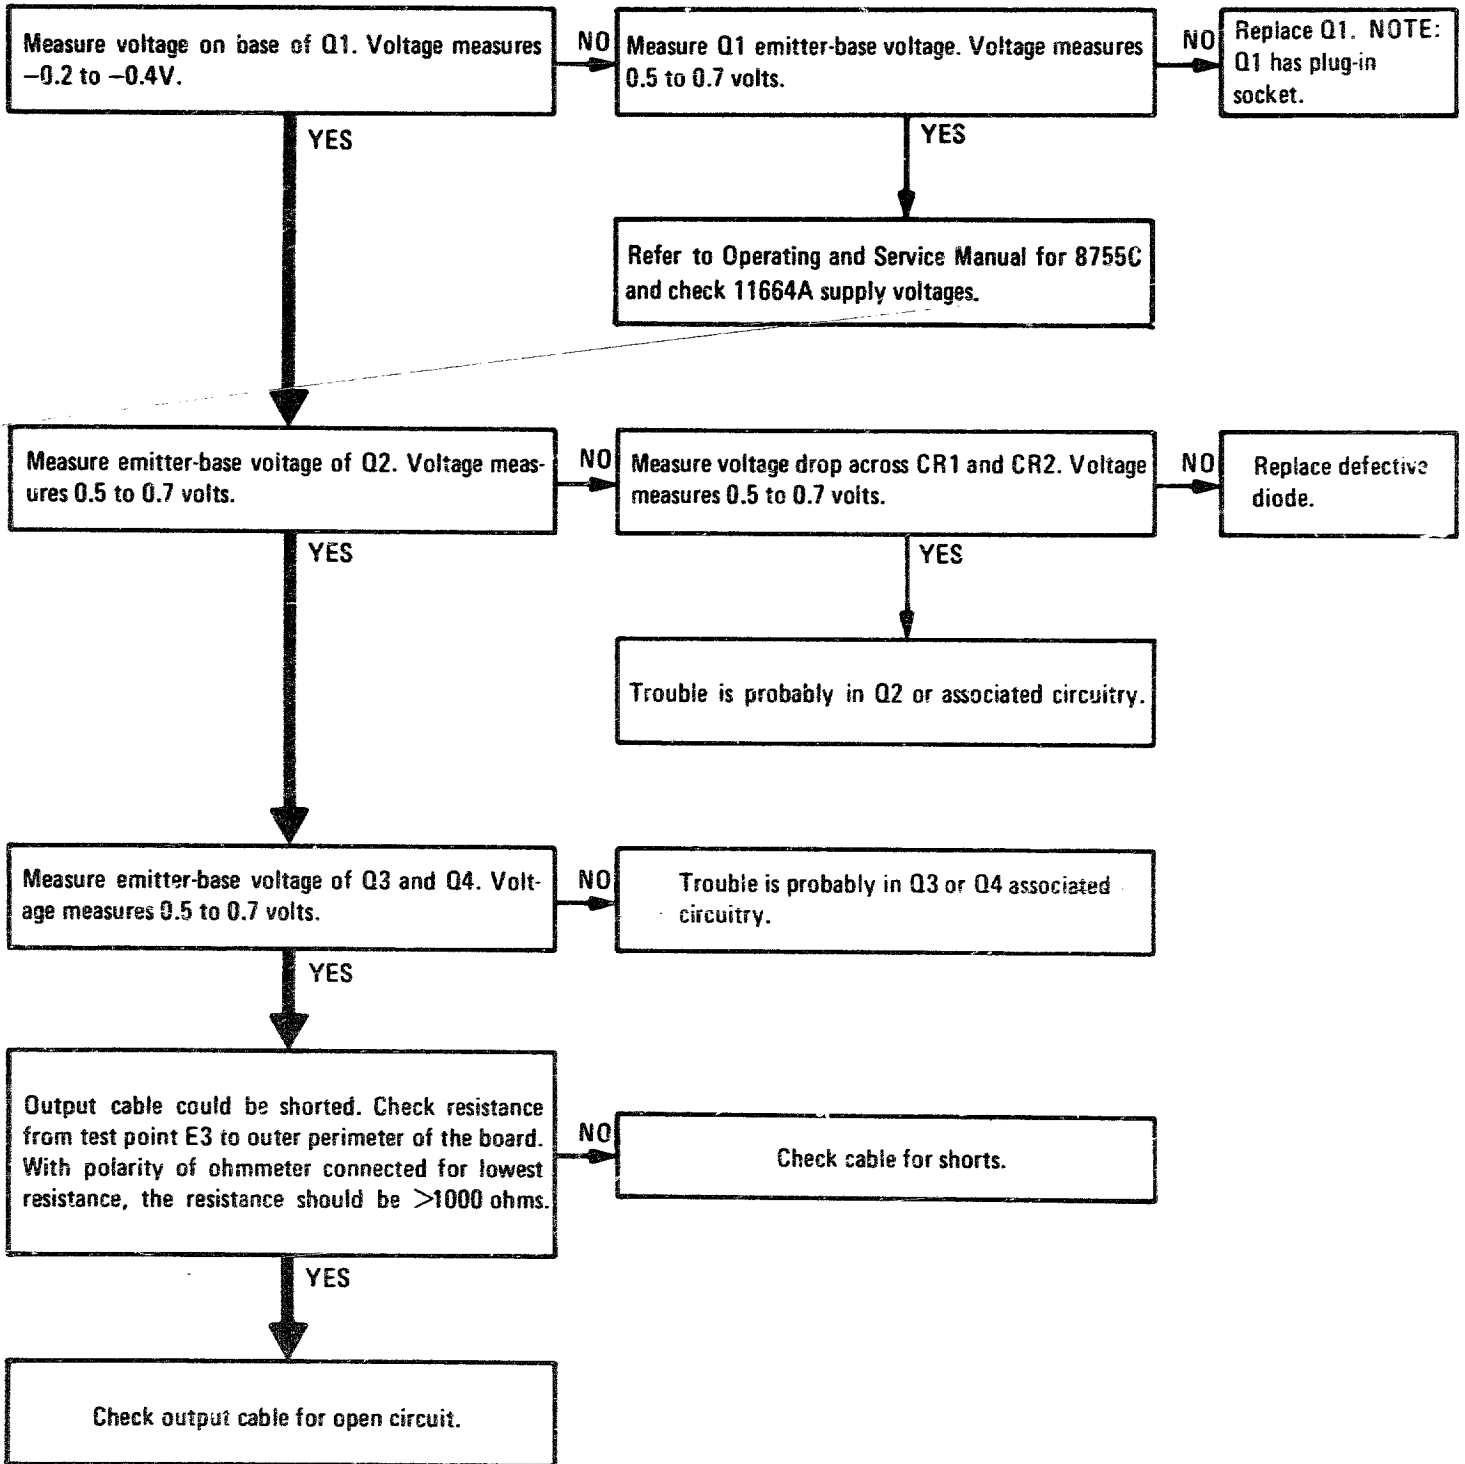 Measure voltage on base of Q1. Voltage measures
−0.2 to −0.4V.
NO
Measure Q1 emitter-base voltage. Voltage measures
0.5 to 0.7 volts.
NO
Replace Q1. NOTE:
Q1 has plug-in
socket.
YES
YES
Refer to Operating and Service Manual for 8755C
and check 11664A supply voltages.
Measure emitter-base voltage of Q2. Voltage meas-
ures 0.5 to 0.7 volts.
NO
Measure voltage drop across CR1 and CR2. Voltage
measures 0.5 to 0.7 volts.
NO
Replace defective
diode.
YES
YES
Trouble is probably in Q2 or associated circuitry.
Measure emitter-base voltage of Q3 and Q4. Volt-
age measures 0.5 to 0.7 volts.
NO
Trouble is probably in Q3 or Q4 associated
circuitry.
YES
Output cable could be shorted. Check resistance
from test point E3 to outer perimeter of the board.
With polarity of ohmmeter connected for lowest
resistance, the resistance should be >1000 ohms.
NO
Check cable for shorts.
YES
Check output cable for open circuit.